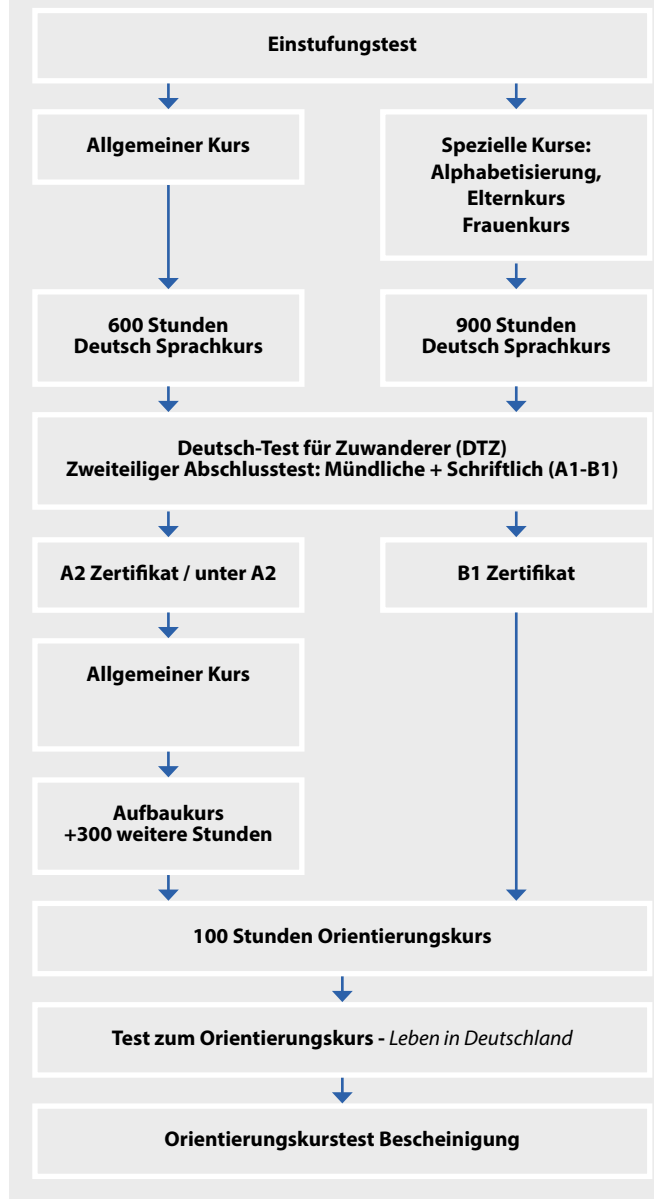 Einstufungstest
Allgemeiner Kurs
Spezielle Kurse:
Alphabetisierung,
Elternkurs
Frauenkurs
600 Stunden
Deutsch Sprachkurs
900 Stunden
Deutsch Sprachkurs
Deutsch-Test für Zuwanderer (DTZ)
Zweiteiliger Abschlusstest: Mündliche + Schriftlich (A1-B1)
A2 Zertifikat / unter A2
B1 Zertifikat
Allgemeiner Kurs
Aufbaukurs
+300 weitere Stunden
100 Stunden Orientierungskurs
Test zum Orientierungskurs - Leben in Deutschland
Orientierungskurstest Bescheinigung